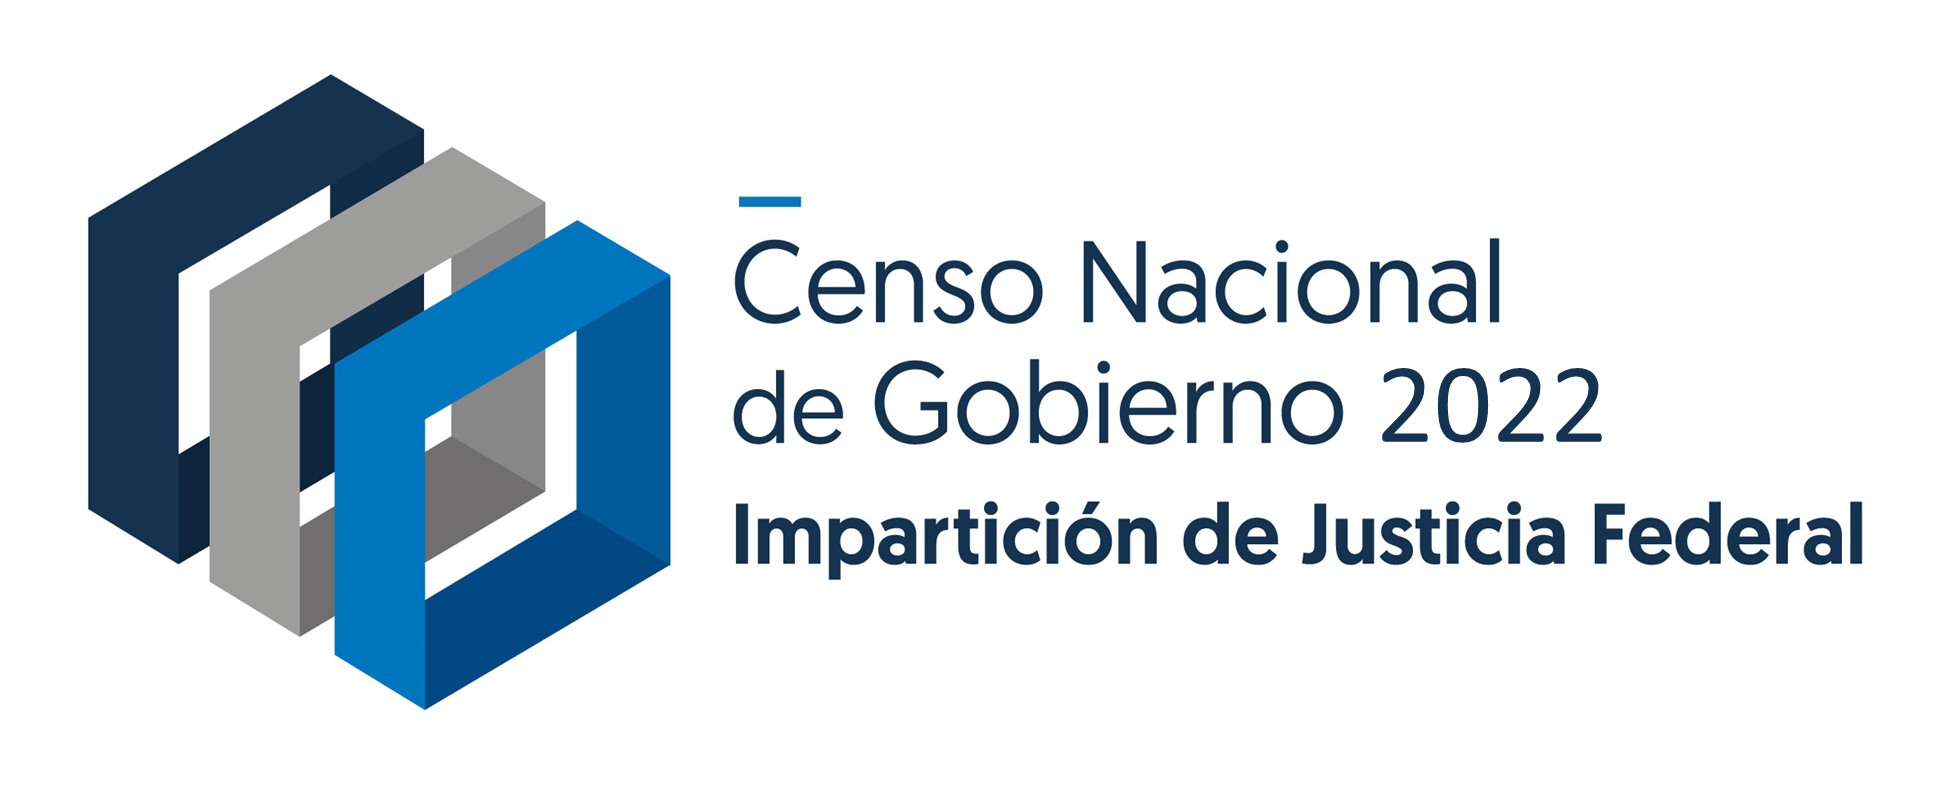 Censo Nacional
de Gobierno 2022
Impartición de Justicia Federal